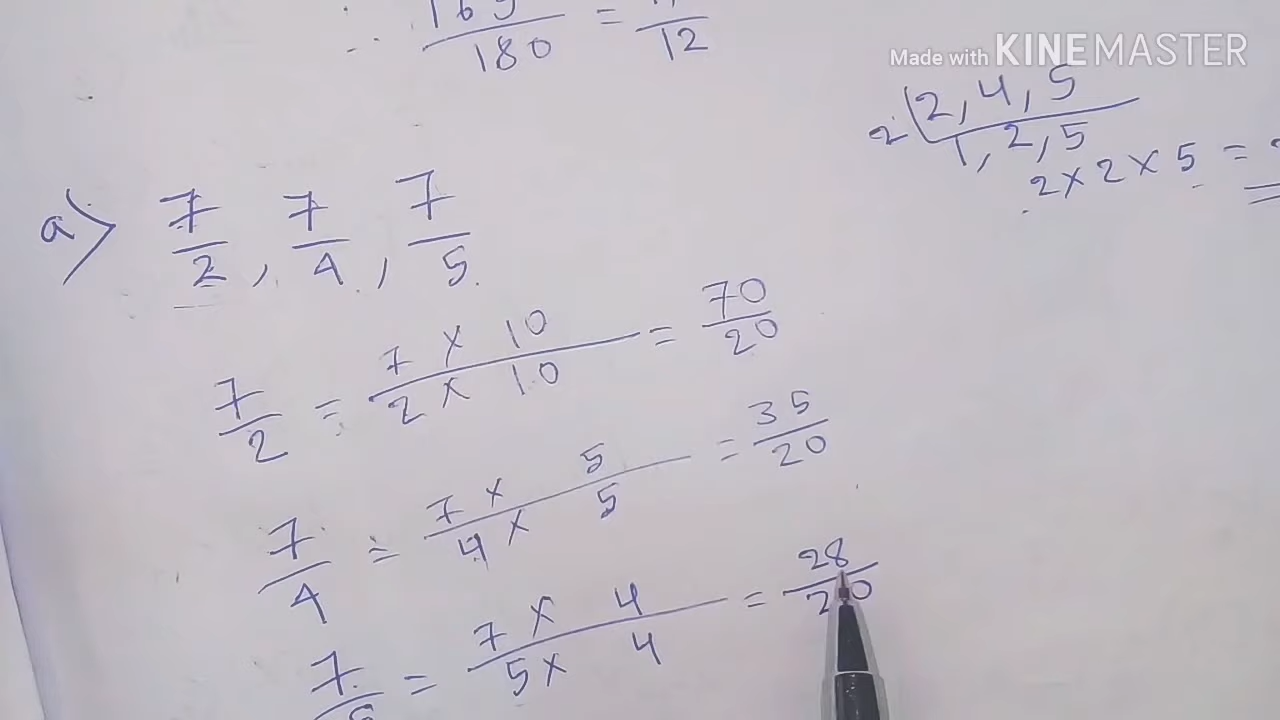 180 = 12
Made with KINEMASTER
2 | 2, 4, 5
1, 2, 5
2 × 2 × 5 =
a) 7/2, 7/4, 7/5
7/2 = 7 × 10 / 2 × 10 = 70/20
7/4 = 7 × 5 / 4 × 5 = 35/20
7/5 = 7 × 4 / 5 × 4 = 28/20